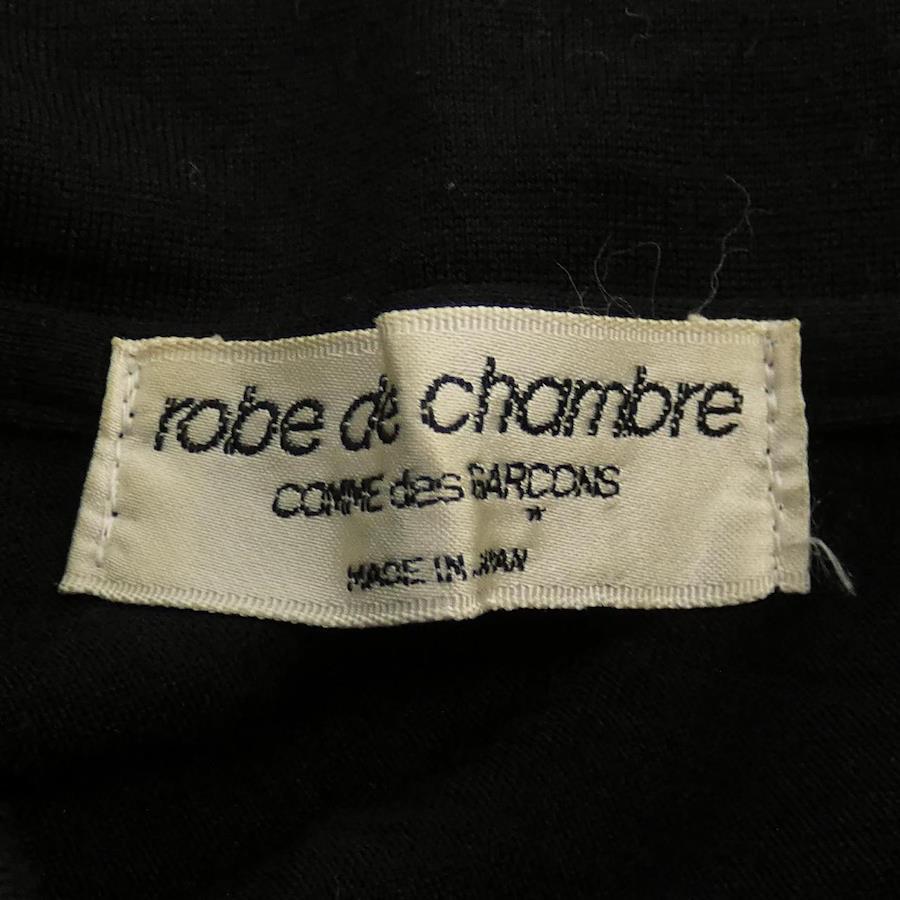 robe de chambre
COMME des GARCONS
MADE IN JAPAN